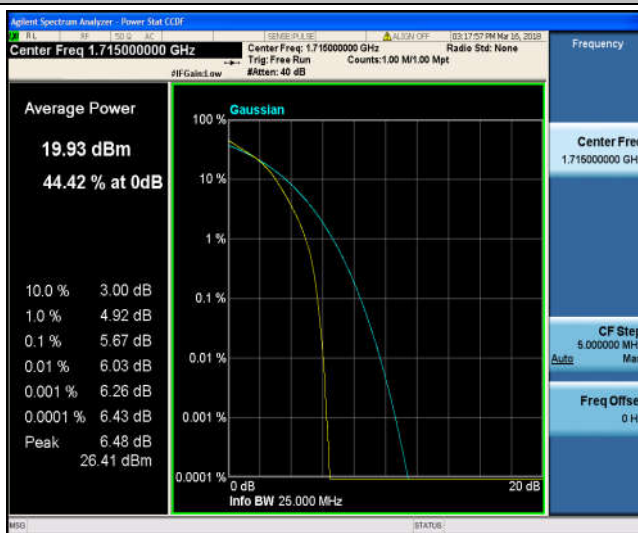 Agilent Spectrum Analyzer - Power Stat CCDF
RL RF 50 Ω AC SENSE:PULSE ALIGN OFF 03:17:57 PM Mar 16, 2018
Center Freq 1.715000000 GHz
Center Freq: 1.715000000 GHz Radio Std: None
Trig: Free Run Counts:1.00 M/1.00 Mpt
#IFGain:Low #Atten: 40 dB
Frequency
Average Power
19.93 dBm
44.42 % at 0dB
10.0 % 3.00 dB
1.0 % 4.92 dB
0.1 % 5.67 dB
0.01 % 6.03 dB
0.001 % 6.26 dB
0.0001 % 6.43 dB
Peak 6.48 dB
26.41 dBm
Gaussian
100 %
10 %
1 %
0.1 %
0.01 %
0.001 %
0.0001 %
0 dB 20 dB
Info BW 25.000 MHz
Center Fre
1.715000000 GH
CF Step
5.000000 MH
Auto Ma
Freq Offse
0 H
MSG STATUS